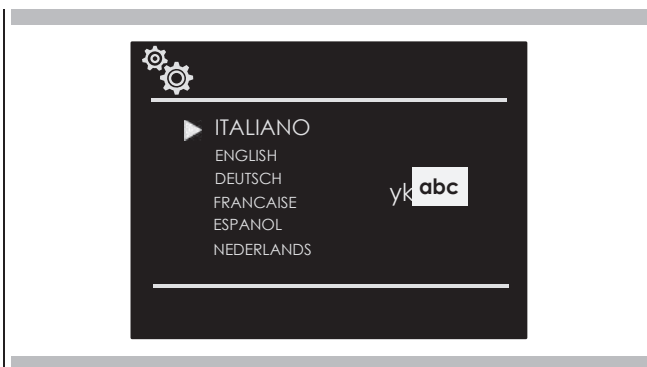 ITALIANO
ENGLISH
DEUTSCH
FRANCAISE
ESPANOL
NEDERLANDS
yk abc